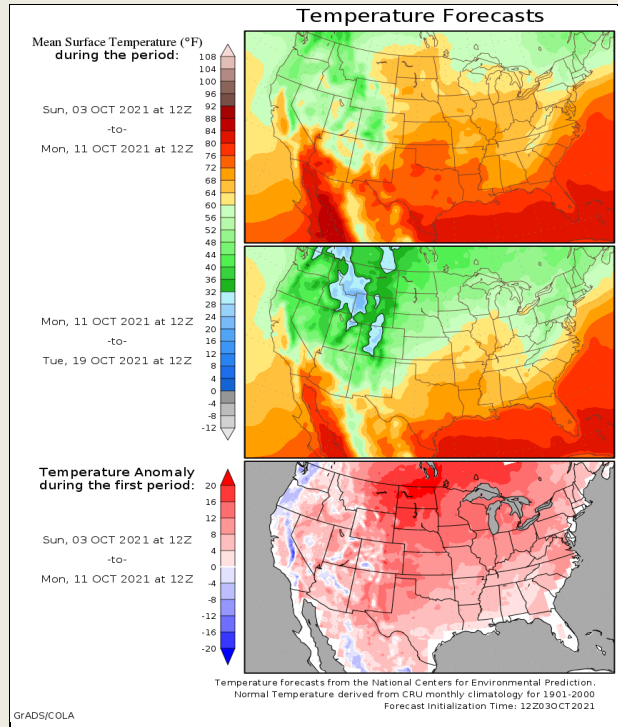 Temperature Forecasts
Mean Surface Temperature (°F)
during the period:
Sun, 03 OCT 2021 at 12Z
-to-
Mon, 11 OCT 2021 at 12Z
108
104
100
96
92
88
84
80
76
72
68
64
60
56
52
48
44
40
36
32
28
24
20
16
12
8
4
0
-4
-8
-12
Mon, 11 OCT 2021 at 12Z
-to-
Tue, 19 OCT 2021 at 12Z
Temperature Anomaly
during the first period:
Sun, 03 OCT 2021 at 12Z
-to-
Mon, 11 OCT 2021 at 12Z
20
16
12
8
4
0
-4
-8
-12
-16
-20
Temperature forecasts from the National Centers for Environmental Prediction.
Normal Temperature derived from CRU monthly climatology for 1901-2000
Forecast Initialization Time: 12Z03OCT2021
GrADS/COLA